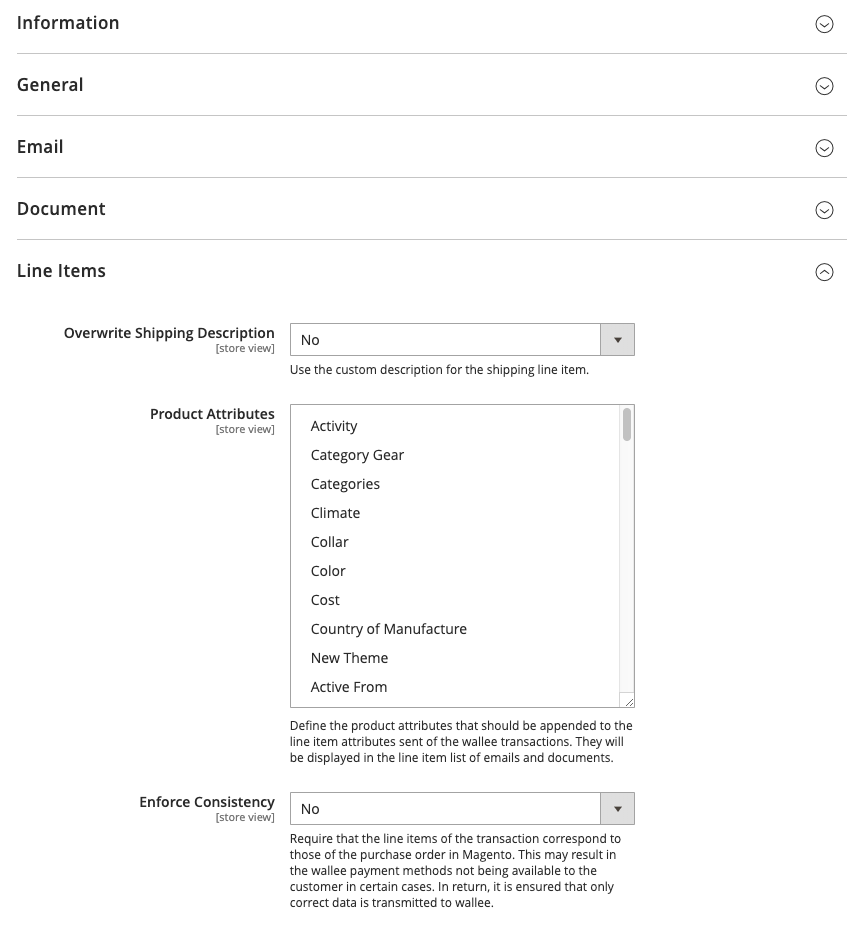 Information
General
Email
Document
Line Items
Overwrite Shipping Description
[store view]
No
Use the custom description for the shipping line item.
Product Attributes
[store view]
Activity
Category Gear
Categories
Climate
Collar
Color
Cost
Country of Manufacture
New Theme
Active From
Define the product attributes that should be appended to the
line item attributes sent of the wallee transactions. They will
be displayed in the line item list of emails and documents.
Enforce Consistency
[store view]
No
Require that the line items of the transaction correspond to
those of the purchase order in Magento. This may result in
the wallee payment methods not being available to the
customer in certain cases. In return, it is ensured that only
correct data is transmitted to wallee.